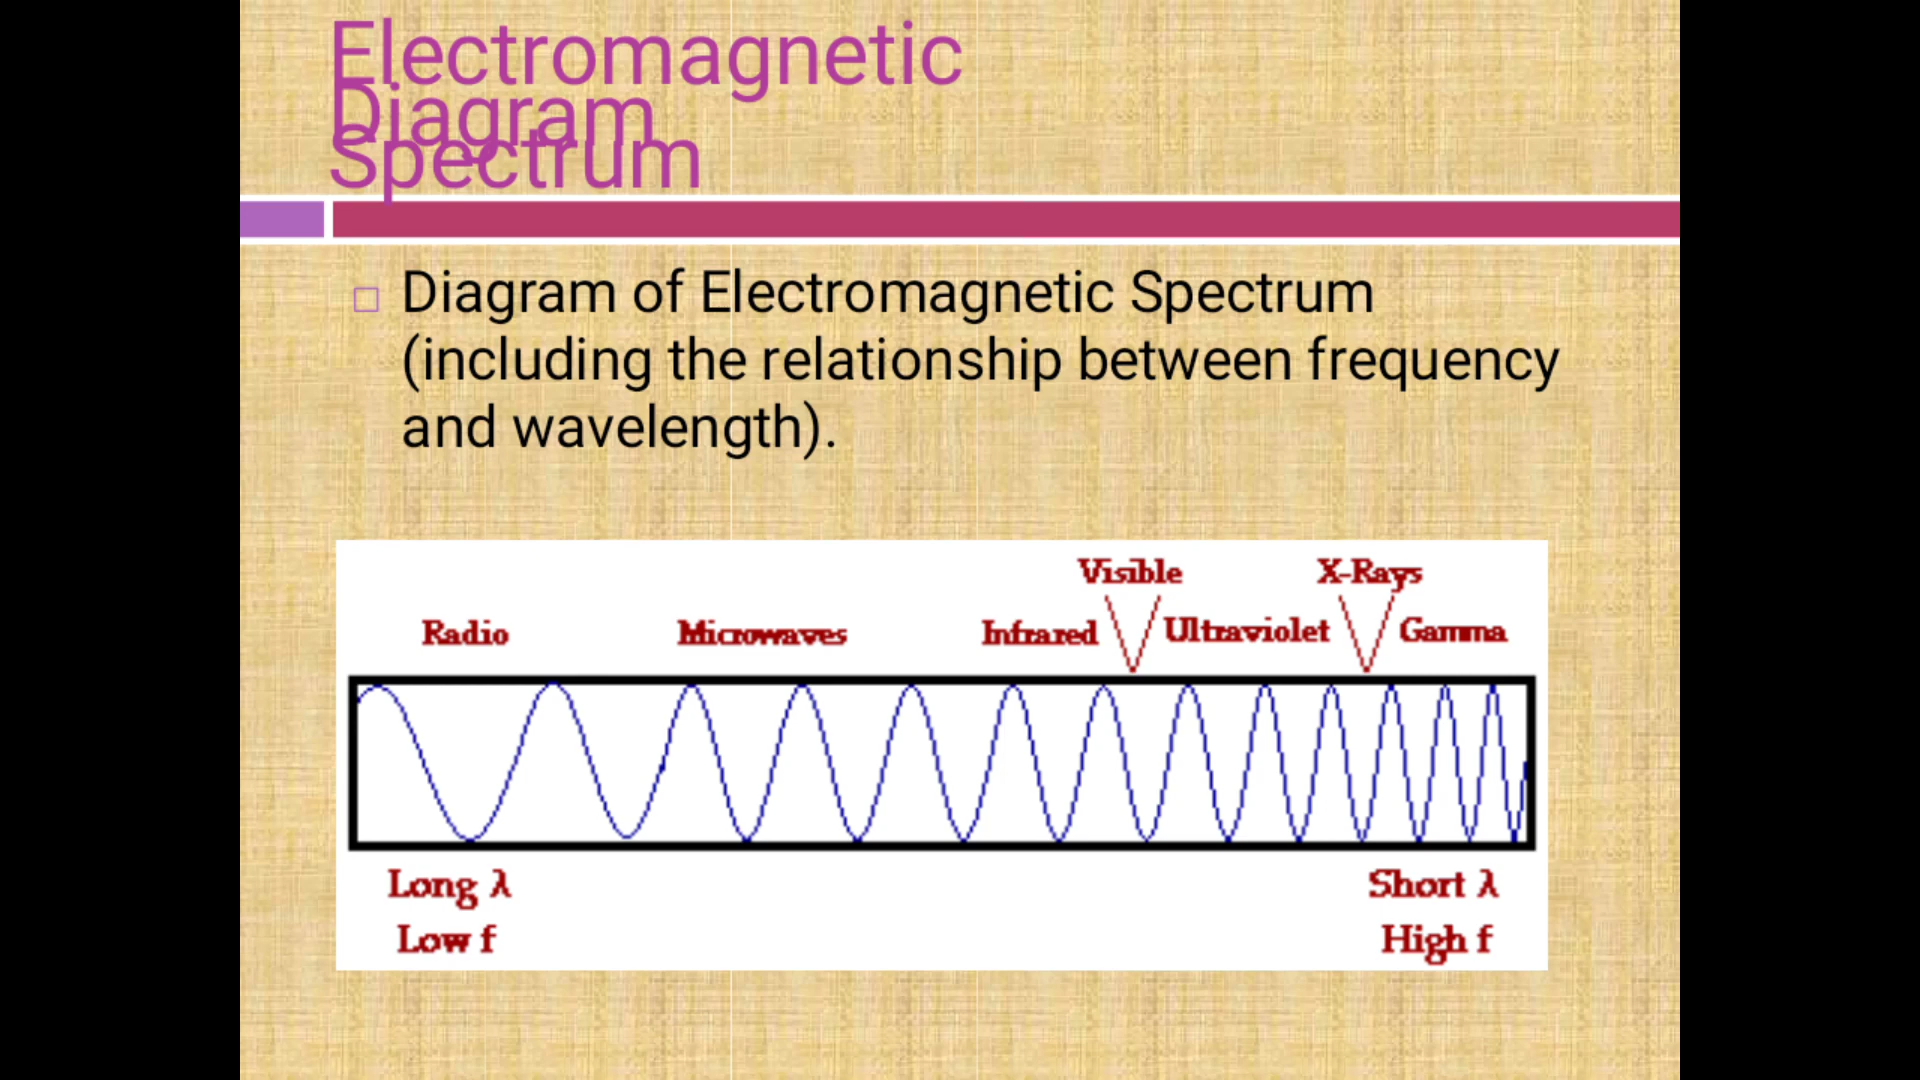 Electromagnetic
Diagram
Spectrum
Diagram of Electromagnetic Spectrum
(including the relationship between frequency
and wavelength).
Visible X-Rays
Radio Microwaves Infrared Ultraviolet Gamma
Long λ Short λ
Low f High f